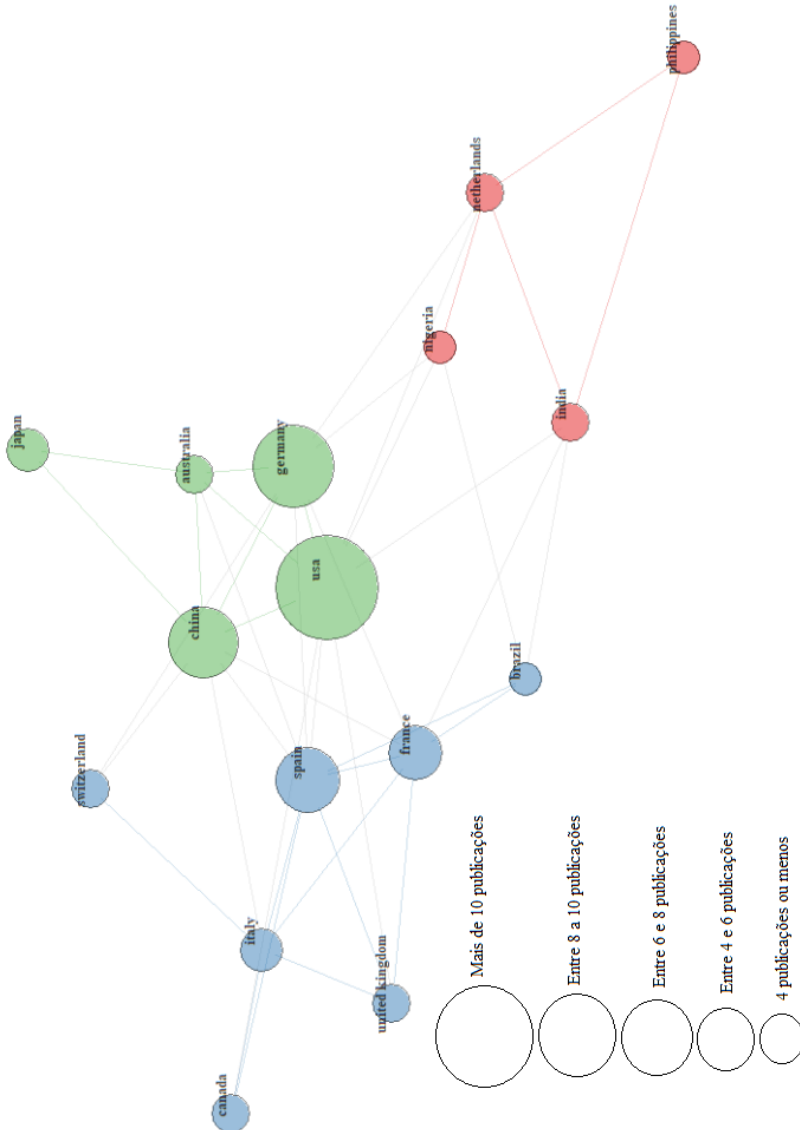 philippines
netherlands
nigeria
india
japan
australia
germany
usa
china
brazil
france
spain
switzerland
italy
united kingdom
canada
Mais de 10 publicações
Entre 8 a 10 publicações
Entre 6 e 8 publicações
Entre 4 e 6 publicações
4 publicações ou menos